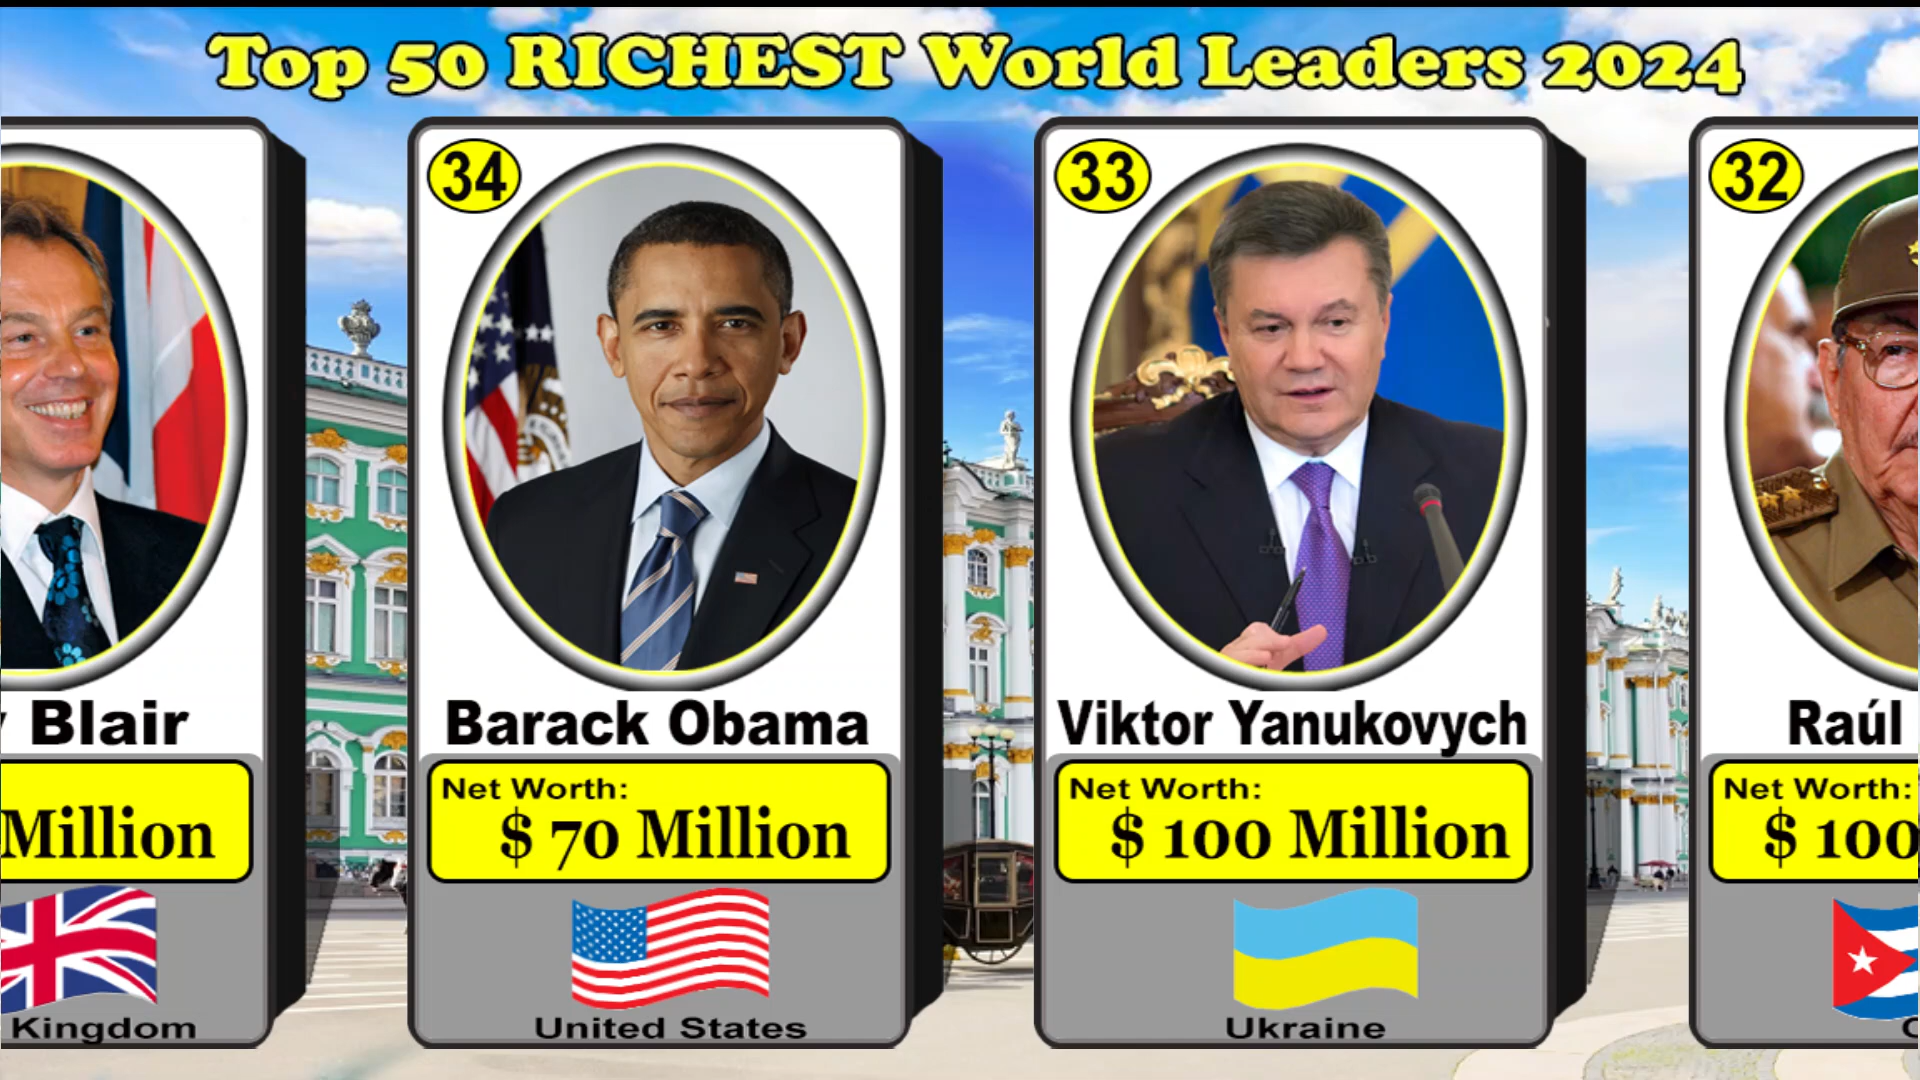 Top 50 RICHEST World Leaders 2024
Blair
Million
Kingdom
34
Barack Obama
Net Worth:
$ 70 Million
United States
33
Viktor Yanukovych
Net Worth:
$ 100 Million
Ukraine
32
Raúl
Net Worth:
$ 100